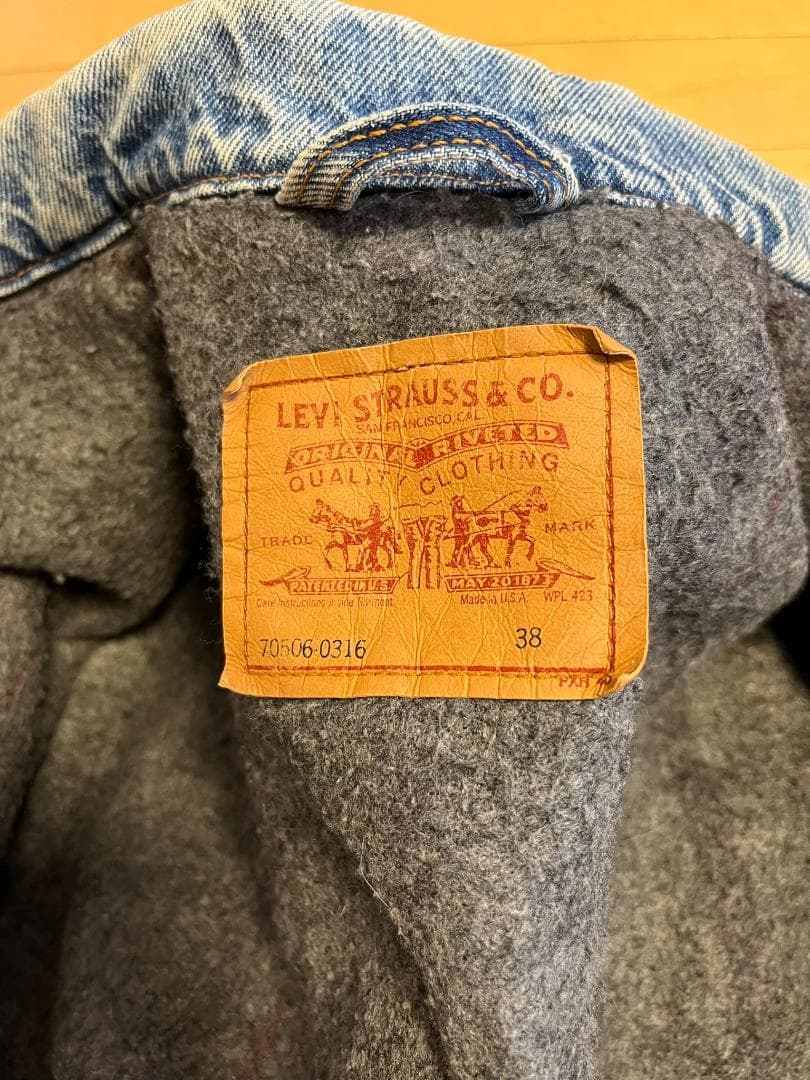 LEVI STRAUSS & CO.
SAN FRANCISCO, CAL
ORIGINAL RIVETED
QUALITY CLOTHING
TRADE MARK
PATENTED IN U.S. MAY 20 1873
Care instructions inside garment Made in U.S.A. WPL 423
70506-0316 38